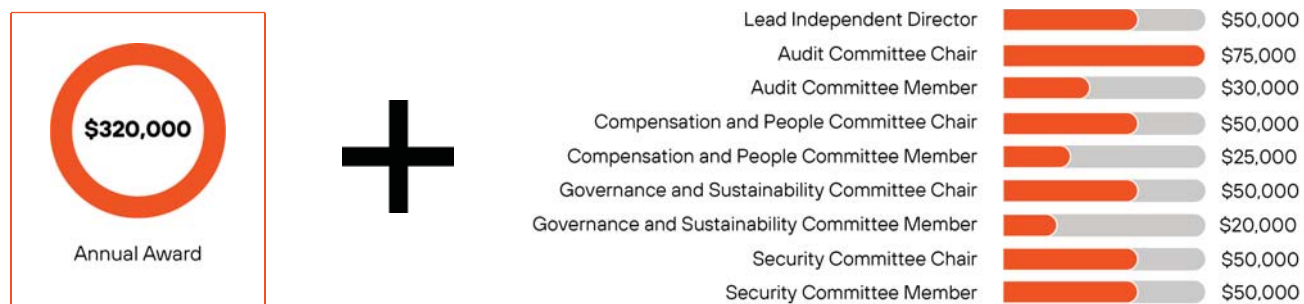 $320,000
Annual Award
Lead Independent Director $50,000
Audit Committee Chair $75,000
Audit Committee Member $30,000
Compensation and People Committee Chair $50,000
Compensation and People Committee Member $25,000
Governance and Sustainability Committee Chair $50,000
Governance and Sustainability Committee Member $20,000
Security Committee Chair $50,000
Security Committee Member $50,000